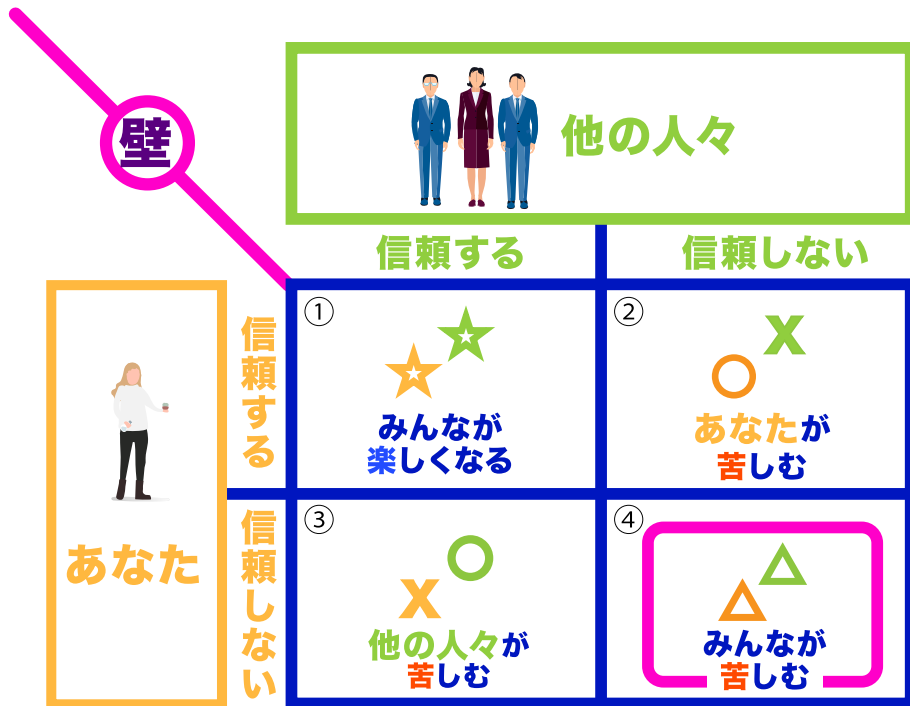 壁
他の人々
信頼する
信頼しない
あなた
信頼する
信頼しない
①
みんなが
楽しくなる
②
あなたが
苦しむ
③
他の人々が
苦しむ
④
みんなが
苦しむ